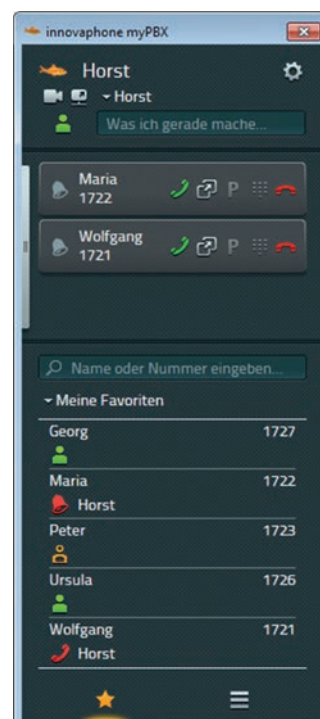 innovaphone myPBX
Horst
Horst
Was ich gerade mache...
Maria
1722
P
Wolfgang
1721
P
Name oder Nummer eingeben...
Meine Favoriten
Georg 1727
Maria 1722
Horst
Peter 1723
Ursula 1726
Wolfgang 1721
Horst